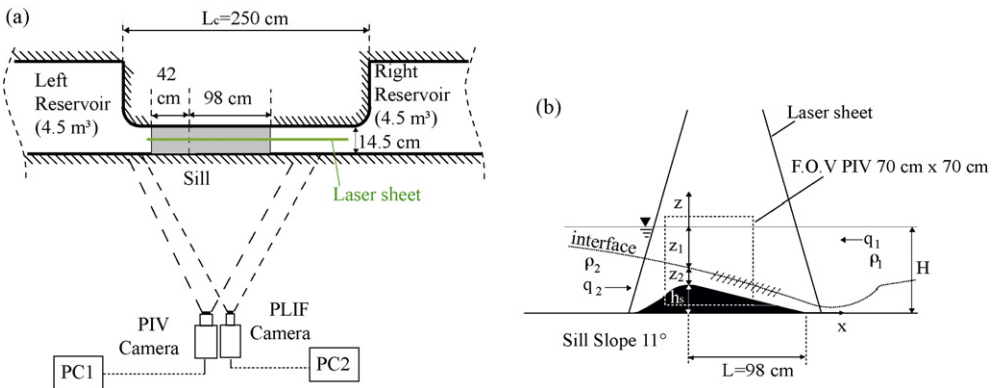 (a)
L_c=250 cm
Left
Reservoir
(4.5 m³)
42
cm
98 cm
Right
Reservoir
(4.5 m³)
14.5 cm
Sill
Laser sheet
PIV
Camera
PLIF
Camera
PC1
PC2
(b)
Laser sheet
F.O.V PIV 70 cm x 70 cm
z
interface
z₁
q₁
ρ₁
H
ρ₂
z₂
q₂
hₛ
x
Sill Slope 11°
L=98 cm